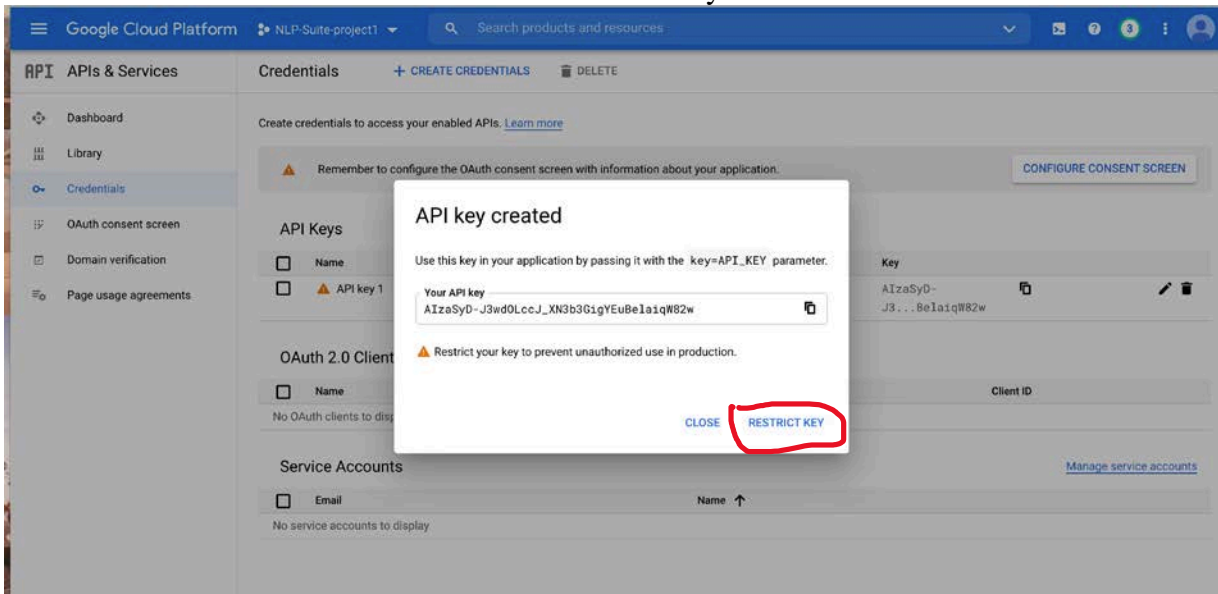 Google Cloud Platform NLP-Suite-project1 Search products and resources 3
API APIs & Services Credentials + CREATE CREDENTIALS DELETE
Dashboard
Library
Credentials
OAuth consent screen
Domain verification
Page usage agreements
Create credentials to access your enabled APIs. Learn more
Remember to configure the OAuth consent screen with information about your application. CONFIGURE CONSENT SCREEN
API Keys
Name Key
API key 1 AIzaSyD-
J3...BelaiqW82w
OAuth 2.0 Client
Name Client ID
No OAuth clients to disp
Service Accounts Manage service accounts
Email Name
No service accounts to display
API key created
Use this key in your application by passing it with the key=API_KEY parameter.
Your API key
AIzaSyD-J3wdOLccJ_XN3b3GigYEuBelaiqW82w
Restrict your key to prevent unauthorized use in production.
CLOSE RESTRICT KEY